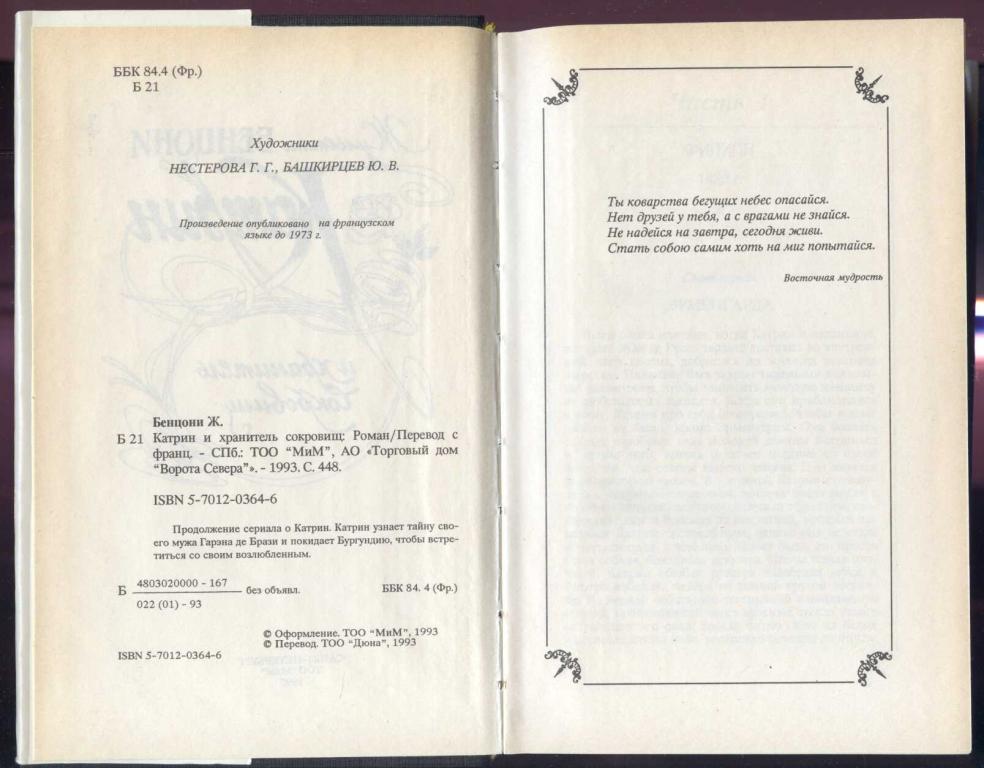 ББК 84.4 (Фр.)
Б 21
Художники
НЕСТЕРОВА Г. Г., БАШКИРЦЕВ Ю. В.
Произведение опубликовано на французском
языке до 1973 г.
Бенцони Ж.
Б 21 Катрин и хранитель сокровищ: Роман/Перевод с
франц. - СПб.: ТОО "МиМ", АО «Торговый дом
"Ворота Севера"». - 1993. С. 448.
ISBN 5-7012-0364-6
Продолжение сериала о Катрин. Катрин узнает тайну сво-
его мужа Гарэна де Брази и покидает Бургундию, чтобы встре-
титься со своим возлюбленным.
Б 4803020000 - 167 без объявл. ББК 84. 4 (Фр.)
022 (01) - 93
© Оформление. ТОО "МиМ", 1993
© Перевод. ТОО "Дюна", 1993
ISBN 5-7012-0364-6
Ты коварства бегущих небес опасайся.
Нет друзей у тебя, а с врагами не знайся.
Не надейся на завтра, сегодня живи.
Стать собою самим хоть на миг попытайся.
Восточная мудрость